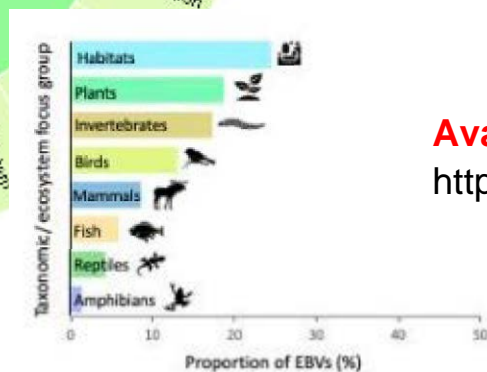 Taxonomic/ ecosystem focus group
Habitats
Plants
Invertebrates
Birds
Mammals
Fish
Reptiles
Amphibians
0 10 20 30 40 50
Proportion of EBVs (%)
Ava
http